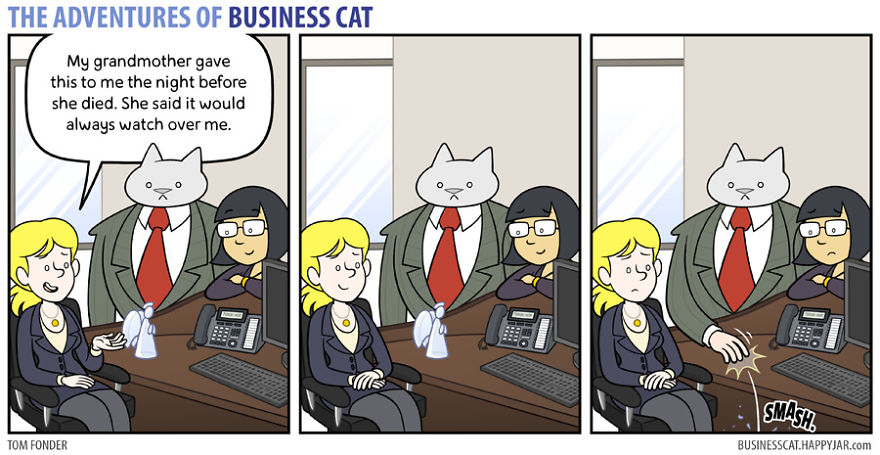 THE ADVENTURES OF BUSINESS CAT
My grandmother gave
this to me the night before
she died. She said it would
always watch over me.
SMASH.
TOM FONDER
BUSINESSCAT.HAPPYJAR.com